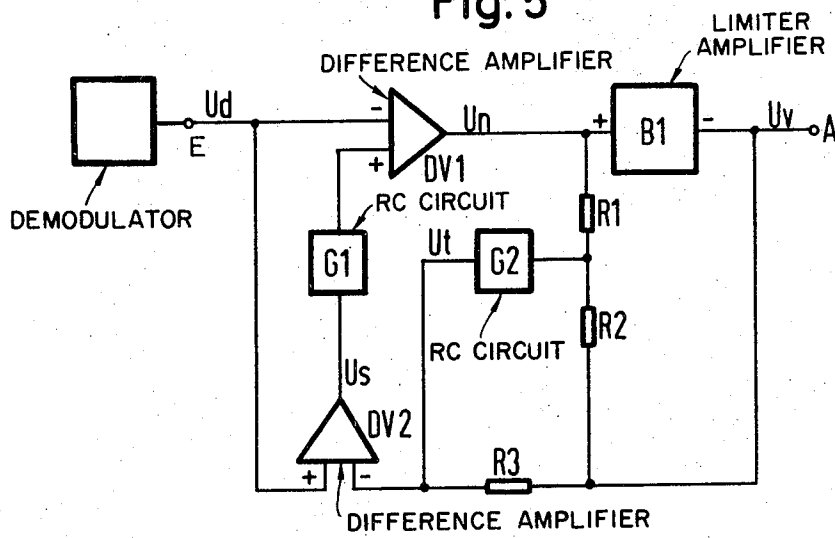 Fig. 5
LIMITER
AMPLIFIER
DIFFERENCE AMPLIFIER
Ud
E
-
+
DV1
Un
+
B1
-
Uv
A
DEMODULATOR
RC CIRCUIT
G1
Ut
G2
R1
R2
RC CIRCUIT
Us
DV2
+
-
R3
DIFFERENCE AMPLIFIER